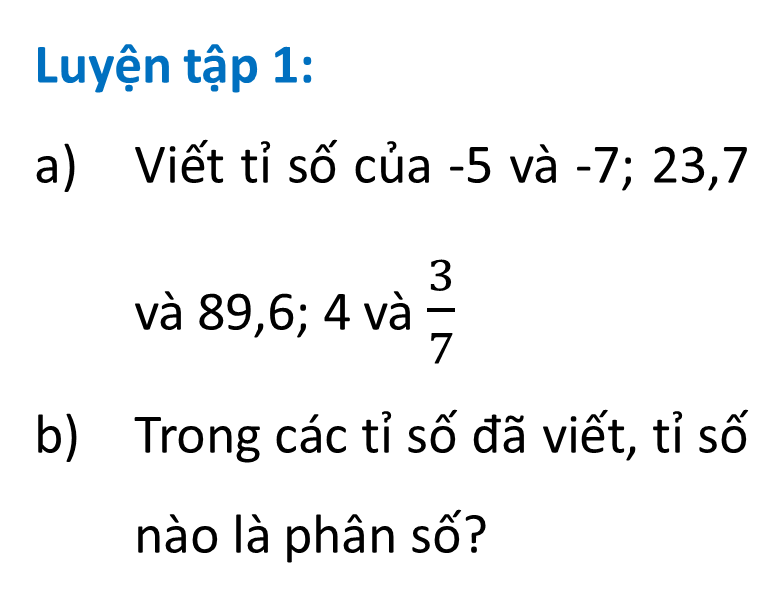 Luyện tập 1:
a) Viết tỉ số của -5 và -7; 23,7
và 89,6; 4 và 3/7
b) Trong các tỉ số đã viết, tỉ số
nào là phân số?